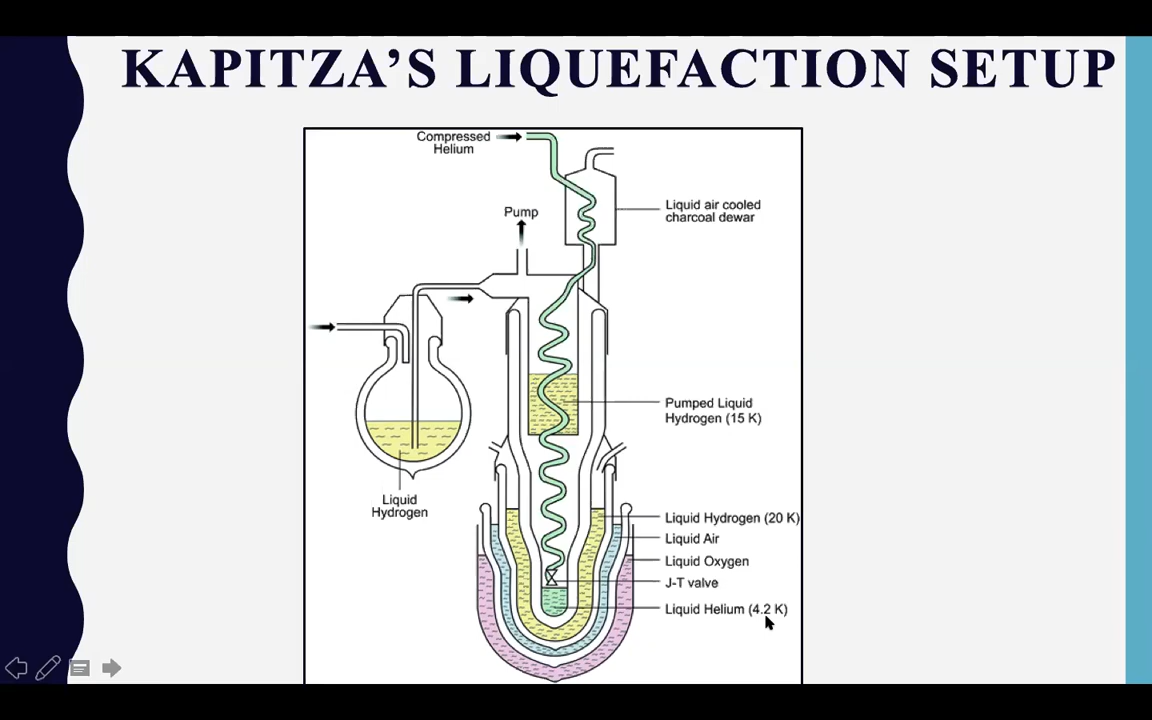 KAPITZA’S LIQUEFACTION SETUP
Compressed
Helium
Liquid air cooled
charcoal dewar
Pump
Pumped Liquid
Hydrogen (15 K)
Liquid
Hydrogen
Liquid Hydrogen (20 K)
Liquid Air
Liquid Oxygen
J-T valve
Liquid Helium (4.2 K)